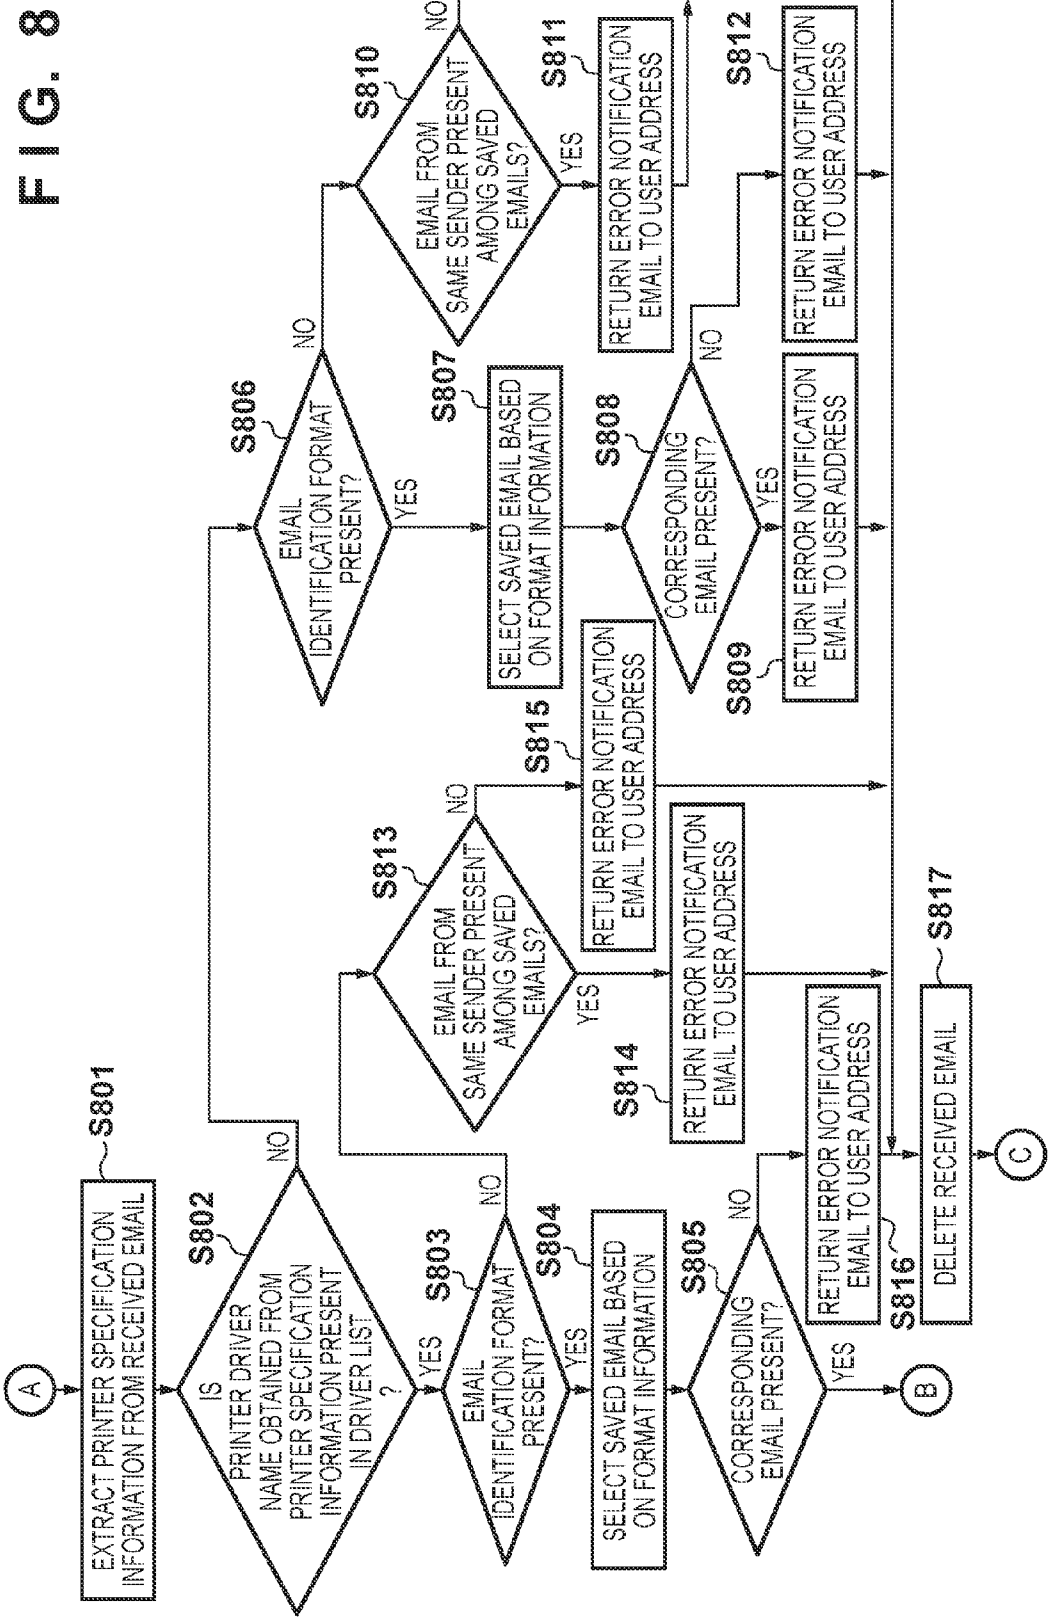 FIG. 8
A
EXTRACT PRINTER SPECIFICATION
INFORMATION FROM RECEIVED EMAIL
S801
IS
PRINTER DRIVER
NAME OBTAINED FROM
PRINTER SPECIFICATION
INFORMATION PRESENT
IN DRIVER LIST
?
S802
NO
YES
EMAIL
IDENTIFICATION FORMAT
PRESENT?
S803
NO
YES
SELECT SAVED EMAIL BASED
ON FORMAT INFORMATION
S804
CORRESPONDING
EMAIL PRESENT?
S805
NO
YES
B
RETURN ERROR NOTIFICATION
EMAIL TO USER ADDRESS
S816
DELETE RECEIVED EMAIL
S817
C
EMAIL FROM
SAME SENDER PRESENT
AMONG SAVED
EMAILS?
S813
NO
YES
RETURN ERROR NOTIFICATION
EMAIL TO USER ADDRESS
S814
RETURN ERROR NOTIFICATION
EMAIL TO USER ADDRESS
S815
EMAIL
IDENTIFICATION FORMAT
PRESENT?
S806
NO
YES
SELECT SAVED EMAIL BASED
ON FORMAT INFORMATION
S807
CORRESPONDING
EMAIL PRESENT?
S808
NO
YES
RETURN ERROR NOTIFICATION
EMAIL TO USER ADDRESS
S809
EMAIL FROM
SAME SENDER PRESENT
AMONG SAVED
EMAILS?
S810
NO
YES
RETURN ERROR NOTIFICATION
EMAIL TO USER ADDRESS
S811
RETURN ERROR NOTIFICATION
EMAIL TO USER ADDRESS
S812